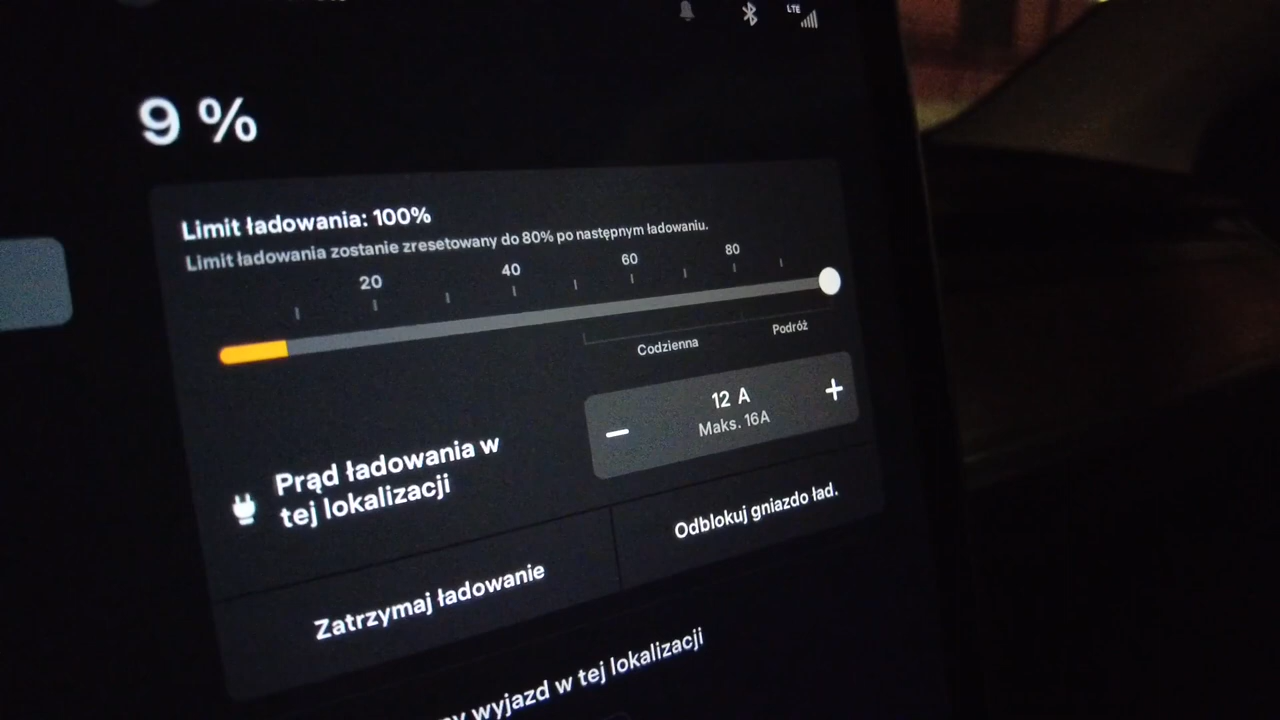 LTE
9 %
Limit ładowania: 100%
Limit ładowania zostanie zresetowany do 80% po następnym ładowaniu.
20 40 60 80
Codzienna Podróż
Prąd ładowania w
tej lokalizacji
− 12 A +
Maks. 16A
Zatrzymaj ładowanie
Odblokuj gniazdo ład.
wyjazd w tej lokalizacji